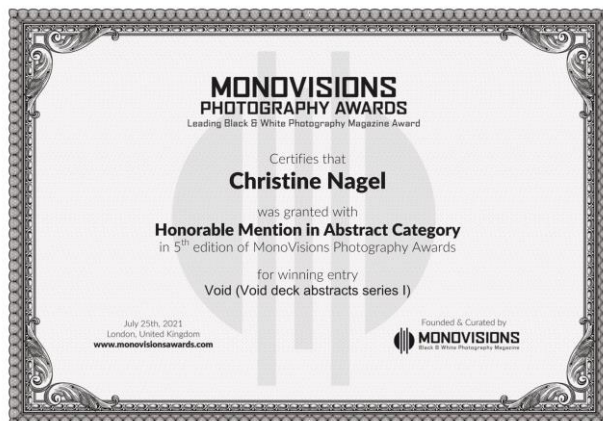 MONOVISIONS
PHOTOGRAPHY AWARDS
Leading Black & White Photography Magazine Award
Certifies that
Christine Nagel
was granted with
Honorable Mention in Abstract Category
in 5th edition of MonoVisions Photography Awards
for winning entry
Void (Void deck abstracts series I)
July 25th, 2021
London, United Kingdom
www.monovisionsawards.com
Founded & Curated by
MONOVISIONS
Black & White Photography Magazine